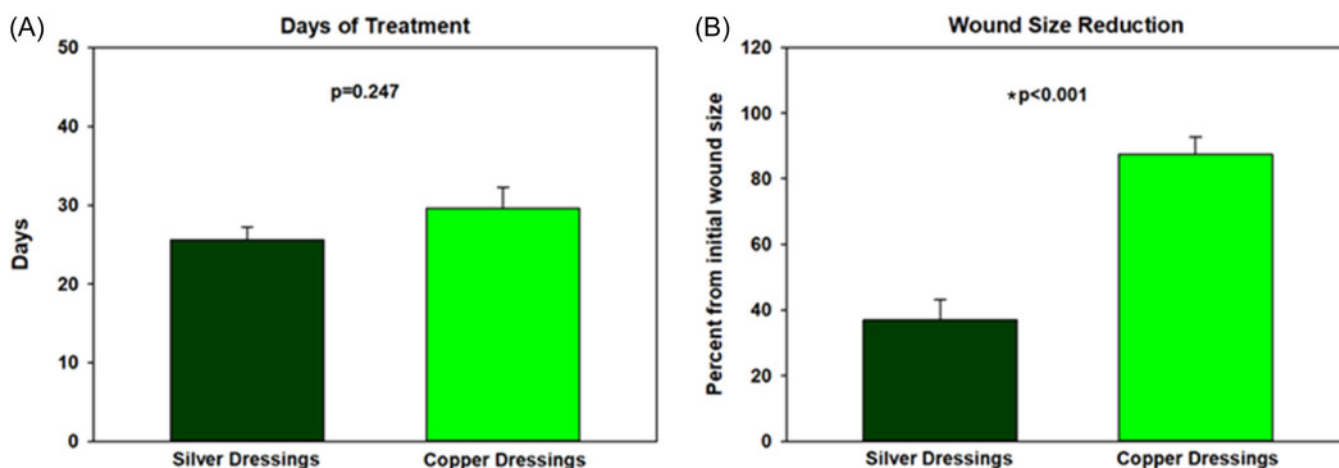 (A)
Days of Treatment
50
40
30
20
10
0
Days
p=0.247
Silver Dressings
Copper Dressings
(B)
Wound Size Reduction
120
100
80
60
40
20
0
Percent from initial wound size
*p<0.001
Silver Dressings
Copper Dressings